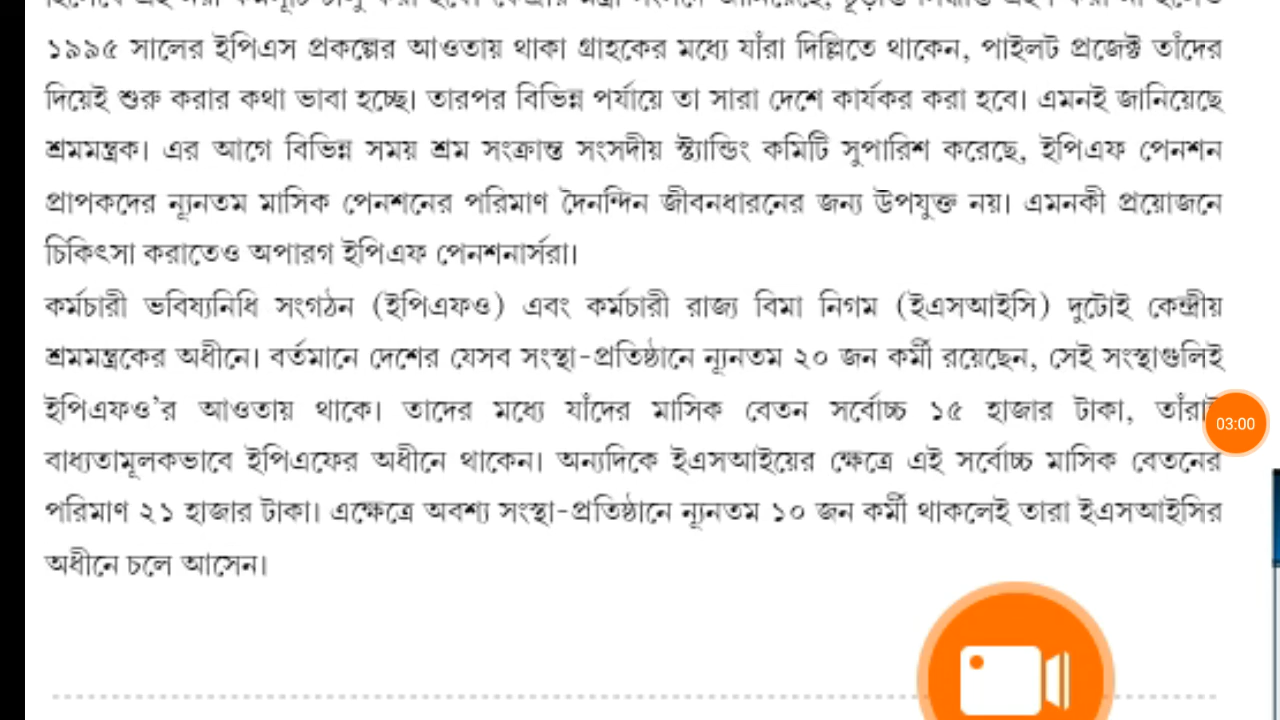 ১৯৯৫ সালের ইপিএস প্রকল্পের আওতায় থাকা গ্রাহকের মধ্যে যাঁরা দিল্লিতে থাকেন, পাইলট প্রজেক্ট তাঁদের
দিয়েই শুরু করার কথা ভাবা হচ্ছে। তারপর বিভিন্ন পর্যায়ে তা সারা দেশে কার্যকর করা হবে। এমনই জানিয়েছে
শ্রমমন্ত্রক। এর আগে বিভিন্ন সময় শ্রম সংক্রান্ত সংসদীয় স্ট্যান্ডিং কমিটি সুপারিশ করেছে, ইপিএফ পেনশন
প্রাপকদের ন্যূনতম মাসিক পেনশনের পরিমাণ দৈনন্দিন জীবনধারনের জন্য উপযুক্ত নয়। এমনকী প্রয়োজনে
চিকিৎসা করাতেও অপারগ ইপিএফ পেনশনার্সরা।
কর্মচারী ভবিষ্যনিধি সংগঠন (ইপিএফও) এবং কর্মচারী রাজ্য বিমা নিগম (ইএসআইসি) দুটোই কেন্দ্রীয়
শ্রমমন্ত্রকের অধীনে। বর্তমানে দেশের যেসব সংস্থা-প্রতিষ্ঠানে ন্যূনতম ২০ জন কর্মী রয়েছেন, সেই সংস্থাগুলিই
ইপিএফও’র আওতায় থাকে। তাদের মধ্যে যাঁদের মাসিক বেতন সর্বোচ্চ ১৫ হাজার টাকা, তাঁরাই
03:00
বাধ্যতামূলকভাবে ইপিএফের অধীনে থাকেন। অন্যদিকে ইএসআইয়ের ক্ষেত্রে এই সর্বোচ্চ মাসিক বেতনের
পরিমাণ ২১ হাজার টাকা। এক্ষেত্রে অবশ্য সংস্থা-প্রতিষ্ঠানে ন্যূনতম ১০ জন কর্মী থাকলেই তারা ইএসআইসির
অধীনে চলে আসেন।